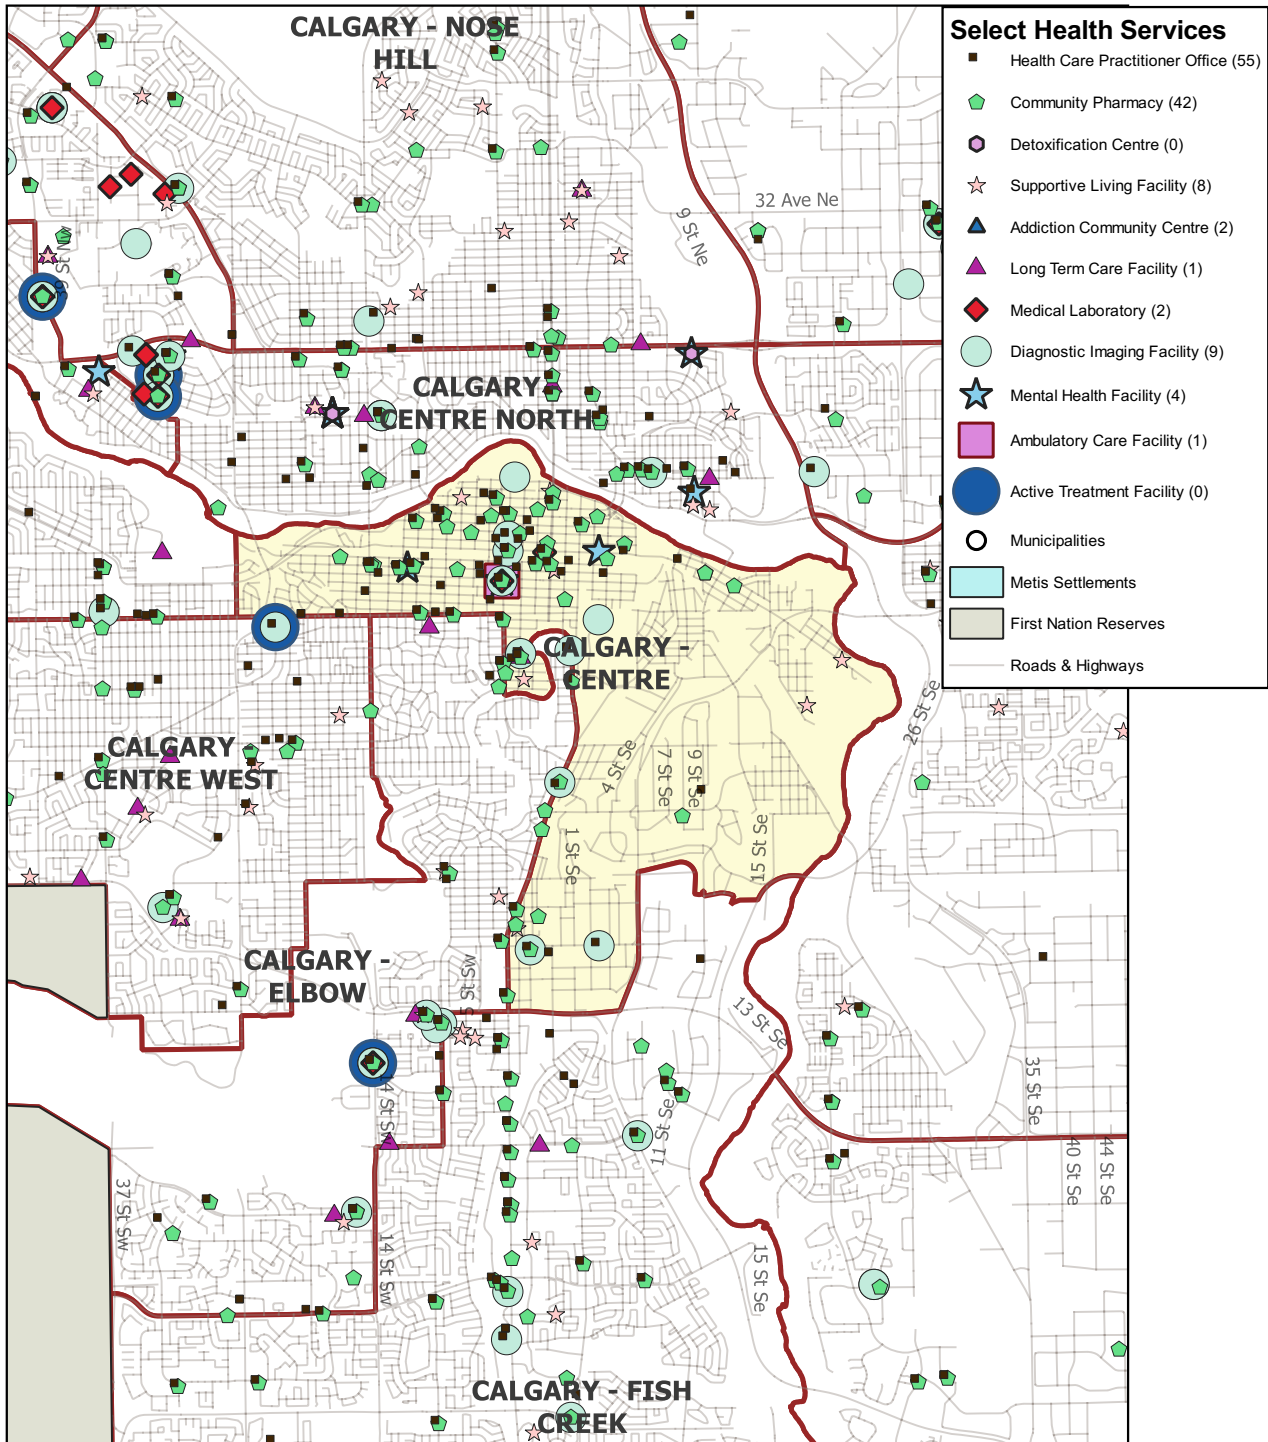 CALGARY - NOSE
HILL
Select Health Services
Health Care Practitioner Office (55)
Community Pharmacy (42)
Detoxification Centre (0)
Supportive Living Facility (8)
Addiction Community Centre (2)
Long Term Care Facility (1)
Medical Laboratory (2)
Diagnostic Imaging Facility (9)
Mental Health Facility (4)
Ambulatory Care Facility (1)
Active Treatment Facility (0)
Municipalities
Metis Settlements
First Nation Reserves
Roads & Highways
32 Ave Ne
9 St Ne
CALGARY
CENTRE NORTH
CALGARY -
CENTRE
26 St Se
4 St Se
7 St Se
9 St Se
CALGARY -
CENTRE WEST
1 St Se
15 St Se
CALGARY -
ELBOW
5 St Sw
13 St Se
35 St Se
14 St Sw
11 St Se
40 St Se
44 St Se
37 St Sw
14 St Sw
15 St Se
CALGARY - FISH
CREEK